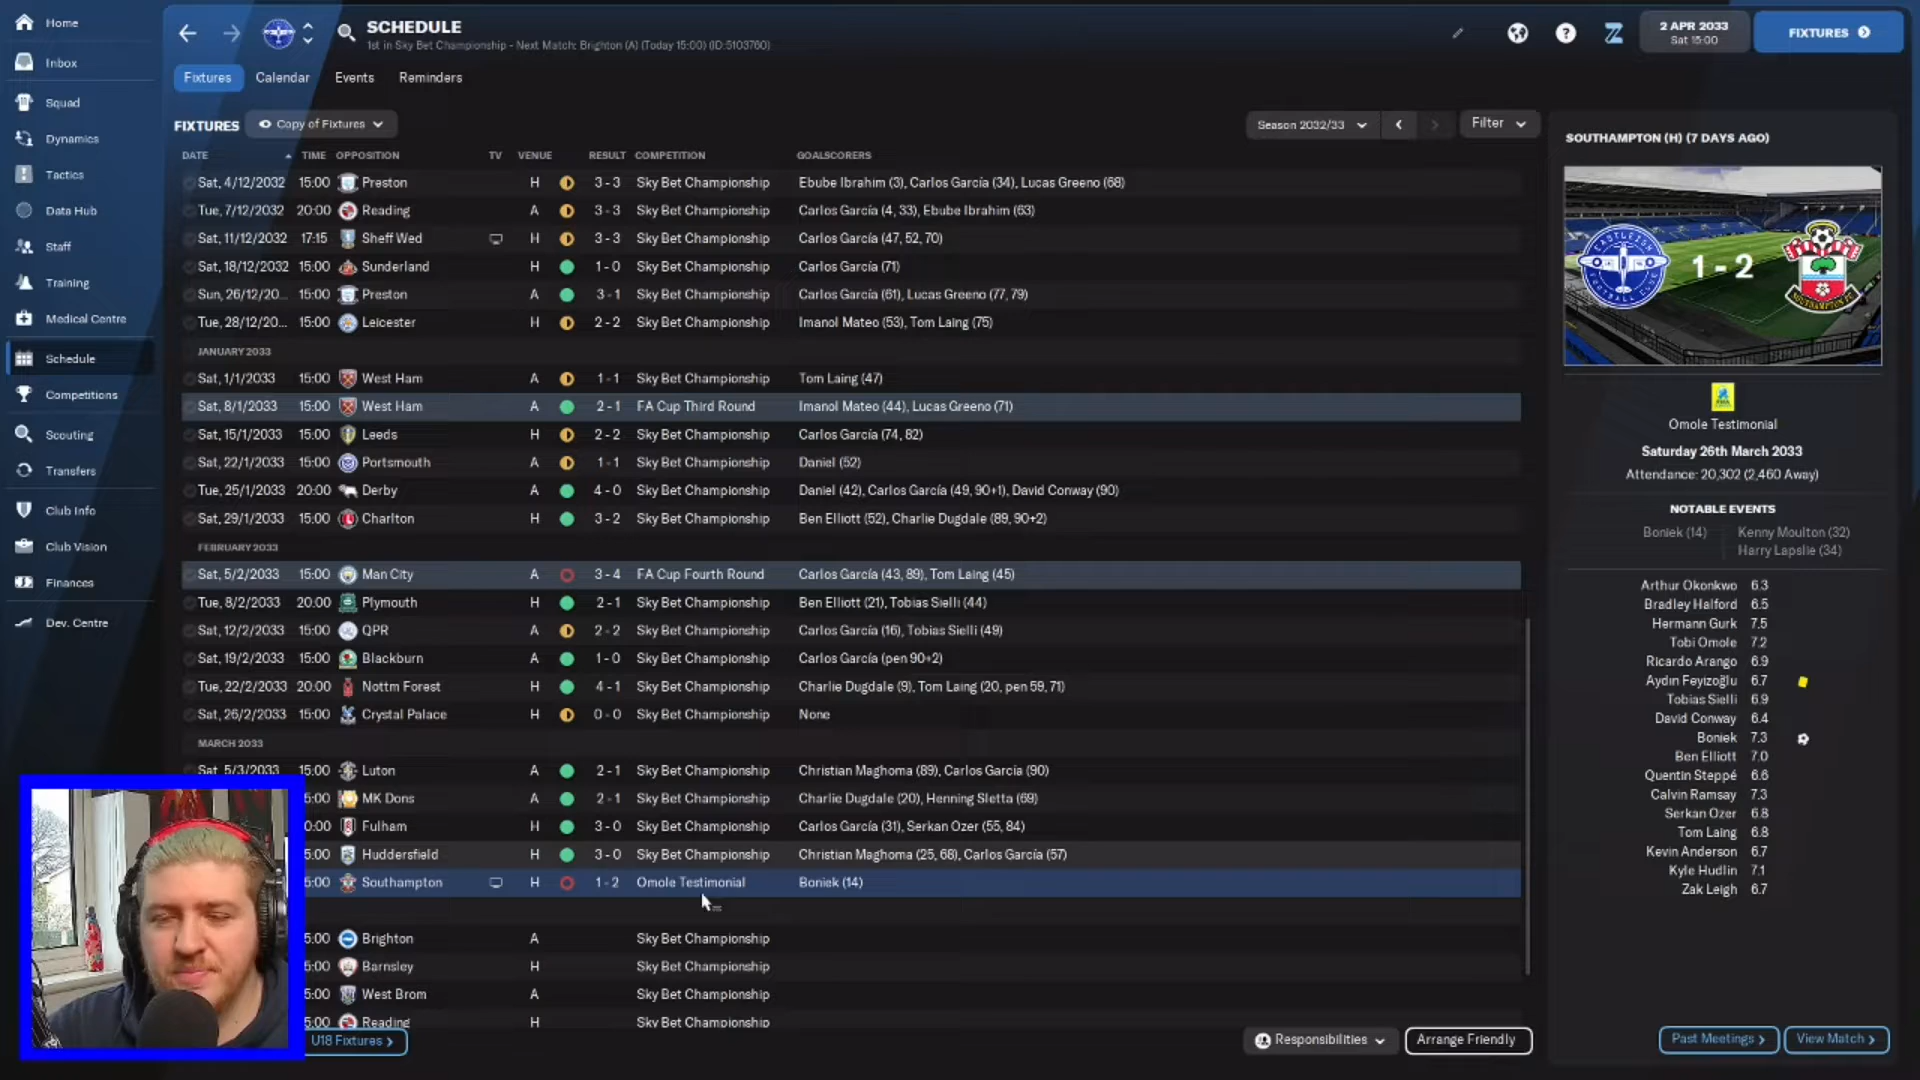 Home
Inbox
Squad
Dynamics
Tactics
Data Hub
Staff
Training
Medical Centre
Schedule
Competitions
Scouting
Transfers
Club Info
Club Vision
Finances
Dev. Centre
SCHEDULE
1st in Sky Bet Championship - Next Match: Brighton (A) (Today 15:00) (ID:5103760)
2 APR 2033
Sat 15:00
FIXTURES
Fixtures Calendar Events Reminders
FIXTURES Copy of Fixtures Season 2032/33 Filter
DATE TIME OPPOSITION TV VENUE RESULT COMPETITION GOALSCORERS
Sat, 4/12/2032 15:00 Preston H 3 - 3 Sky Bet Championship Ebube Ibrahim (3), Carlos García (34), Lucas Greeno (68)
Tue, 7/12/2032 20:00 Reading A 3 - 3 Sky Bet Championship Carlos García (4, 33), Ebube Ibrahim (63)
Sat, 11/12/2032 17:15 Sheff Wed H 3 - 3 Sky Bet Championship Carlos García (47, 52, 70)
Sat, 18/12/2032 15:00 Sunderland H 1 - 0 Sky Bet Championship Carlos García (71)
Sun, 26/12/20... 15:00 Preston A 3 - 1 Sky Bet Championship Carlos García (61), Lucas Greeno (77, 79)
Tue, 28/12/20... 15:00 Leicester H 2 - 2 Sky Bet Championship Imanol Mateo (53), Tom Laing (75)
JANUARY 2033
Sat, 1/1/2033 15:00 West Ham A 1 - 1 Sky Bet Championship Tom Laing (47)
Sat, 8/1/2033 15:00 West Ham A 2 - 1 FA Cup Third Round Imanol Mateo (44), Lucas Greeno (71)
Sat, 15/1/2033 15:00 Leeds H 2 - 2 Sky Bet Championship Carlos García (74, 82)
Sat, 22/1/2033 15:00 Portsmouth A 1 - 1 Sky Bet Championship Daniel (52)
Tue, 25/1/2033 20:00 Derby A 4 - 0 Sky Bet Championship Daniel (42), Carlos García (49, 90+1), David Conway (90)
Sat, 29/1/2033 15:00 Charlton H 3 - 2 Sky Bet Championship Ben Elliott (52), Charlie Dugdale (89, 90+2)
FEBRUARY 2033
Sat, 5/2/2033 15:00 Man City A 3 - 4 FA Cup Fourth Round Carlos García (43, 89), Tom Laing (45)
Tue, 8/2/2033 20:00 Plymouth H 2 - 1 Sky Bet Championship Ben Elliott (21), Tobias Sielli (44)
Sat, 12/2/2033 15:00 QPR A 2 - 2 Sky Bet Championship Carlos García (16), Tobias Sielli (49)
Sat, 19/2/2033 15:00 Blackburn A 1 - 0 Sky Bet Championship Carlos García (pen 90+2)
Tue, 22/2/2033 20:00 Nottm Forest H 4 - 1 Sky Bet Championship Charlie Dugdale (9), Tom Laing (20, pen 59, 71)
Sat, 26/2/2033 15:00 Crystal Palace H 0 - 0 Sky Bet Championship None
MARCH 2033
Sat, 5/3/2033 15:00 Luton A 2 - 1 Sky Bet Championship Christian Maghoma (89), Carlos García (90)
5:00 MK Dons A 2 - 1 Sky Bet Championship Charlie Dugdale (20), Henning Sletta (69)
0:00 Fulham H 3 - 0 Sky Bet Championship Carlos García (31), Serkan Ozer (55, 84)
5:00 Huddersfield H 3 - 0 Sky Bet Championship Christian Maghoma (25, 68), Carlos García (57)
5:00 Southampton H 1 - 2 Omole Testimonial Boniek (14)
5:00 Brighton A Sky Bet Championship
5:00 Barnsley H Sky Bet Championship
5:00 West Brom A Sky Bet Championship
5:00 Reading H Sky Bet Championship
U18 Fixtures Responsibilities Arrange Friendly
SOUTHAMPTON (H) (7 DAYS AGO)
EASTLEIGH
FOOTBALL CLUB
1 - 2
SOUTHAMPTON FC
Omole Testimonial
Saturday 26th March 2033
Attendance: 20,302 (2,460 Away)
NOTABLE EVENTS
Boniek (14) Kenny Moulton (32)
Harry Lapslie (34)
Arthur Okonkwo 6.3
Bradley Halford 6.5
Hermann Gurk 7.5
Tobi Omole 7.2
Ricardo Arango 6.9
Aydın Feyizoğlu 6.7
Tobias Sielli 6.9
David Conway 6.4
Boniek 7.3
Ben Elliott 7.0
Quentin Steppé 6.6
Calvin Ramsay 7.3
Serkan Ozer 6.8
Tom Laing 6.8
Kevin Anderson 6.7
Kyle Hudlin 7.1
Zak Leigh 6.7
Past Meetings View Match